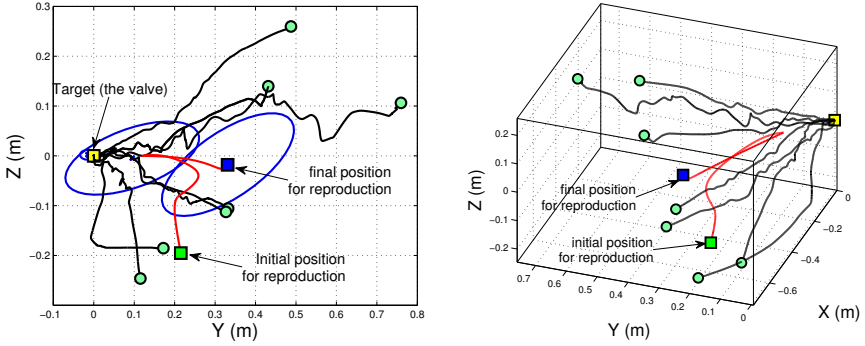 0.3
0.2
0.1
0
−0.1
−0.2
Z (m)
−0.1
0
0.1
0.2
0.3
0.4
0.5
0.6
0.7
0.8
Y (m)
Target (the valve)
final position
for reproduction
Initial position
for reproduction
0.2
0.1
0
−0.1
−0.2
Z (m)
0.7
0.6
0.5
0.4
0.3
0.2
0.1
0
Y (m)
0
−0.2
−0.4
−0.6
X (m)
final position
for reproduction
initial position
for reproduction